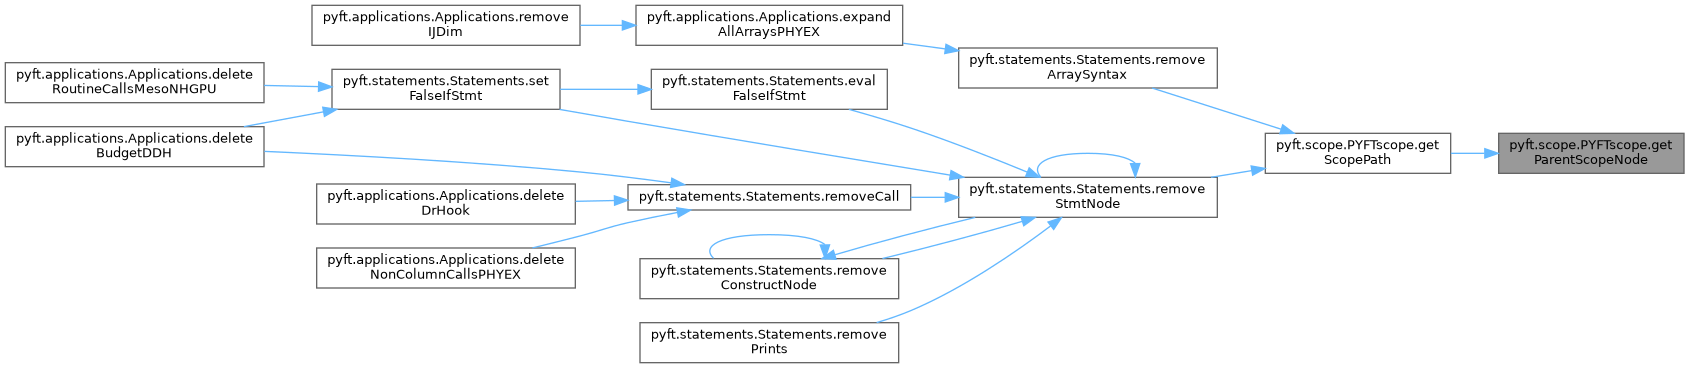 pyft.applications.Applications.remove
IJDim
pyft.applications.Applications.expand
AllArraysPHYEX
pyft.statements.Statements.remove
ArraySyntax
pyft.applications.Applications.delete
RoutineCallsMesoNHGPU
pyft.statements.Statements.set
FalseIfStmt
pyft.statements.Statements.eval
FalseIfStmt
pyft.applications.Applications.delete
BudgetDDH
pyft.scope.PYFTscope.get
ScopePath
pyft.scope.PYFTscope.get
ParentScopeNode
pyft.applications.Applications.delete
DrHook
pyft.statements.Statements.removeCall
pyft.statements.Statements.remove
StmtNode
pyft.applications.Applications.delete
NonColumnCallsPHYEX
pyft.statements.Statements.remove
ConstructNode
pyft.statements.Statements.remove
Prints